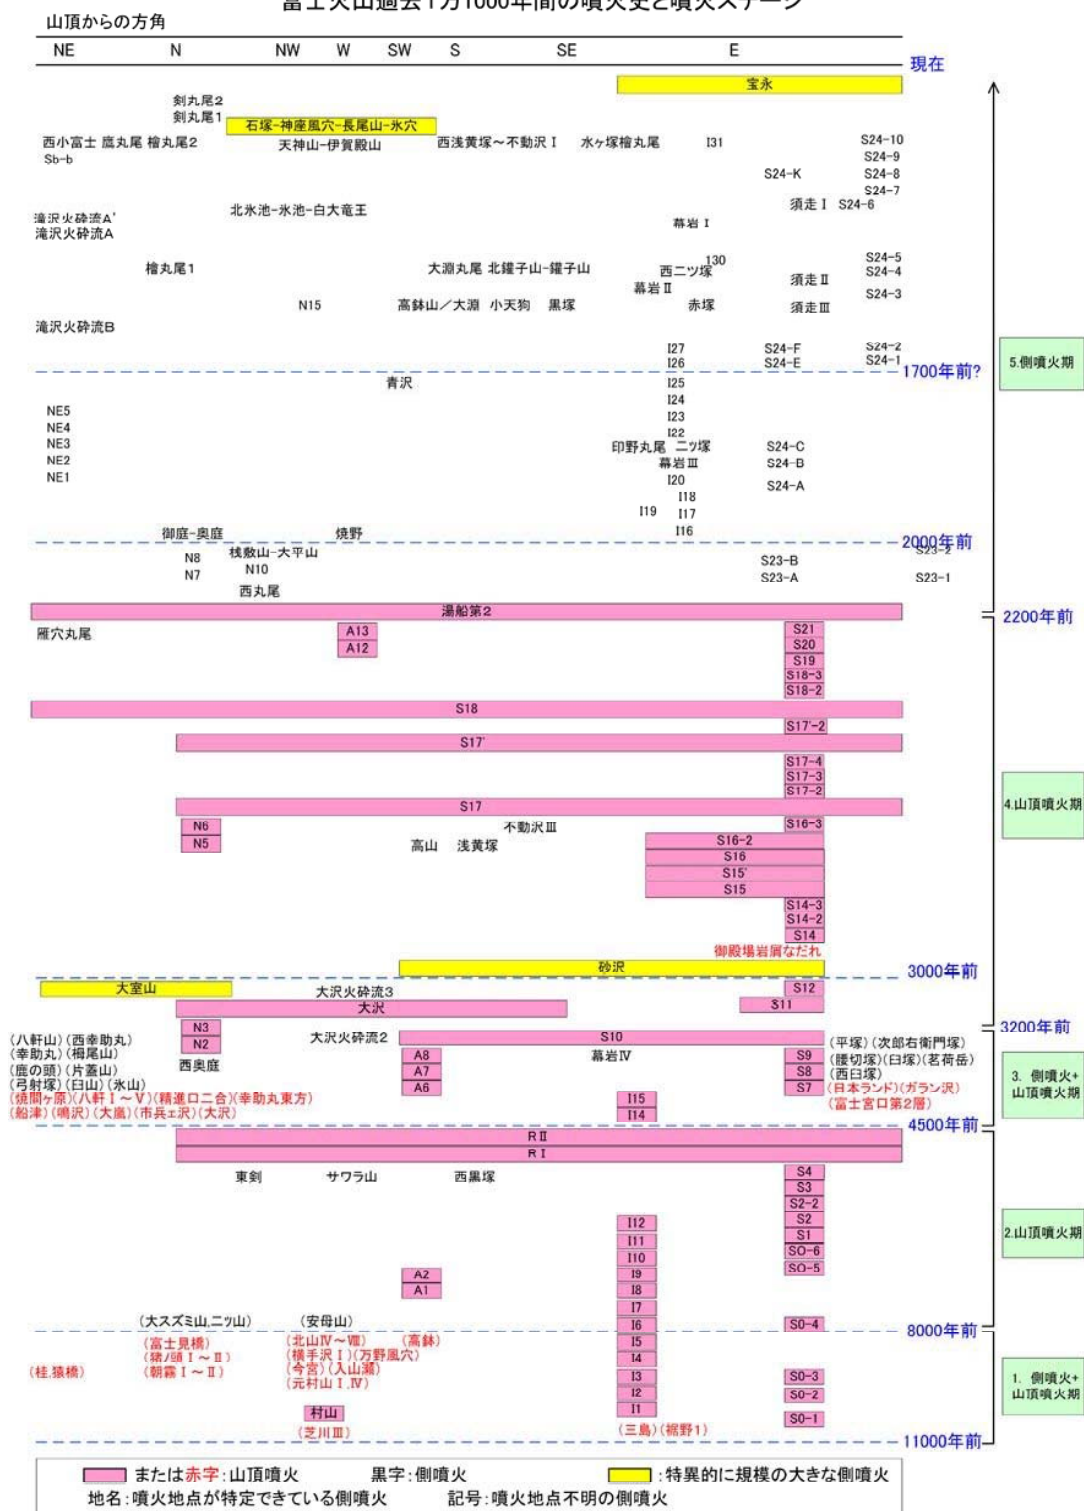 富士火山過去1万1000年間の噴火史と噴火ステージ
山頂からの方角
NE N NW W SW S SE E
現在
宝永
剣丸尾2
剣丸尾1
石塚-神座風穴-長尾山-氷穴
西小富士 鷹丸尾 檜丸尾2 天神山-伊賀殿山 西浅黄塚～不動沢Ⅰ 水ヶ塚檜丸尾 I31 S24-10
Sb-b S24-9
S24-K S24-8
S24-7
北氷池-氷池-白大竜王 須走Ⅰ S24-6
滝沢火砕流A' 幕岩Ⅰ
滝沢火砕流A
S24-5
檜丸尾1 大淵丸尾 北鑵子山-鑵子山 西二ツ塚 130 S24-4
幕岩Ⅱ 須走Ⅱ
S24-3
N15 高鉢山／大淵 小天狗 黒塚 赤塚 須走Ⅲ
滝沢火砕流B
I27 S24-F S24-2
I26 S24-E S24-1
5.側噴火期
1700年前?
青沢 I25
I24
NE5 I23
NE4 I22
NE3 印野丸尾 二ツ塚 S24-C
NE2 幕岩Ⅲ S24-B
NE1 I20 S24-A
I18
I19 I17
御庭-奥庭 焼野 I16
2000年前
桟敷山-大平山 S23-2
N8 S23-B
N7 N10 S23-A S23-1
西丸尾
湯船第2
2200年前
雁穴丸尾 A13 S21
A12 S20
S19
S18-3
S18-2
S18
S17'-2
S17'
S17-4
S17-3
S17-2
4.山頂噴火期
S17
N6 不動沢Ⅲ S16-3
N5 高山 浅黄塚 S16-2
S16
S15'
S15
S14-3
S14-2
S14
御殿場岩屑なだれ
砂沢
3000年前
大室山 大沢火砕流3 S12
大沢 S11
3200年前
N3
(八軒山)(西幸助丸) N2 大沢火砕流2 S10 (平塚)(次郎右衛門塚)
(幸助丸)(栂尾山) 西奥庭 A8 幕岩Ⅳ S9 (腰切塚)(臼塚)(茗荷岳)
(鹿の頭)(片蓋山) A7 S8 (西臼塚)
(弓射塚)(臼山)(氷山) A6 S7 (日本ランド)(ガラン沢)
(焼間ヶ原)(八軒Ⅰ～Ⅴ)(精進口二合)(幸助丸東方) I15 (富士宮口第2層)
(船津)(鳴沢)(大嵐)(市兵ェ沢)(大沢) I14
3. 側噴火+
山頂噴火期
4500年前
RⅡ
RⅠ
東剣 サワラ山 西黒塚 S4
S3
S2-2
I12 S2
I11 S1
I10 SO-6
A2 I9 SO-5
A1 I8
I7
2.山頂噴火期
(大スズミ山,二ツ山) (安母山) I6 S0-4
8000年前
(富士見橋) (北山Ⅳ～Ⅷ) (高鉢) I5
(猪ノ頭Ⅰ～Ⅱ) (横手沢Ⅰ)(万野風穴) I4
(桂,猿橋) (朝霧Ⅰ～Ⅱ) (今宮)(入山瀬) I3 S0-3
(元村山Ⅰ,Ⅳ) I2 S0-2
村山 I1 S0-1
(芝川Ⅲ) (三島)(裾野1)
1. 側噴火+
山頂噴火期
11000年前
または赤字:山頂噴火 黒字:側噴火 :特異的に規模の大きな側噴火
地名:噴火地点が特定できている側噴火 記号:噴火地点不明の側噴火